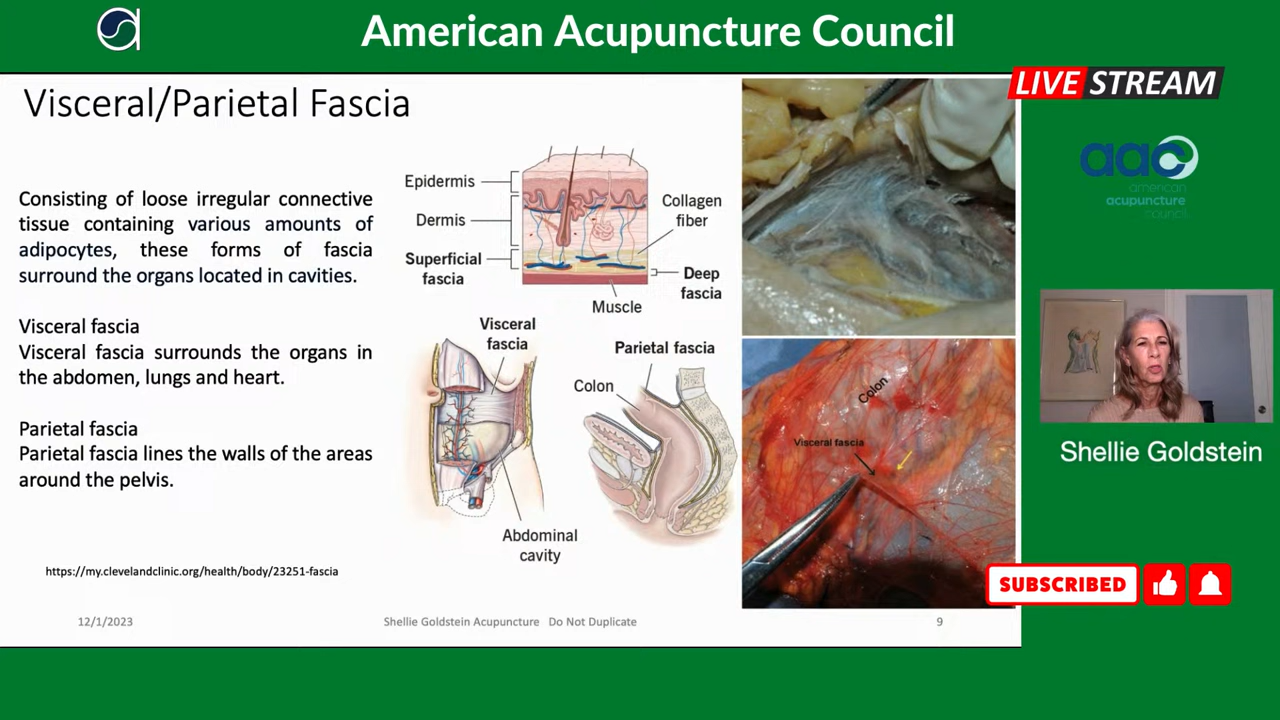 American Acupuncture Council
LIVE STREAM
Visceral/Parietal Fascia
Consisting of loose irregular connective
tissue containing various amounts of
adipocytes, these forms of fascia
surround the organs located in cavities.
Visceral fascia
Visceral fascia surrounds the organs in
the abdomen, lungs and heart.
Parietal fascia
Parietal fascia lines the walls of the areas
around the pelvis.
https://my.clevelandclinic.org/health/body/23251-fascia
Epidermis
Dermis
Superficial
fascia
Collagen
fiber
Deep
fascia
Muscle
Visceral
fascia
Parietal fascia
Colon
Abdominal
cavity
Colon
Visceral fascia
12/1/2023
Shellie Goldstein Acupuncture Do Not Duplicate
9
aac
american
acupuncture
council
Shellie Goldstein
SUBSCRIBED